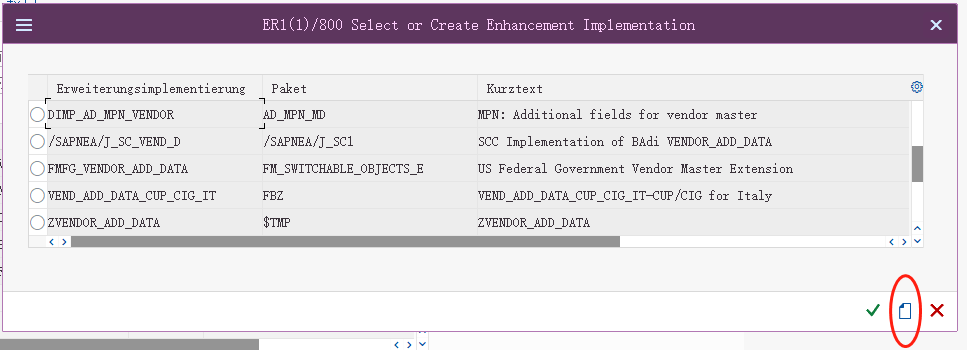 ER1(1)/800 Select or Create Enhancement Implementation
Erweiterungsimplementierung Paket Kurztext
DIMP_AD_MPN_VENDOR AD_MPN_MD MPN: Additional fields for vendor master
/SAPNEA/J_SC_VEND_D /SAPNEA/J_SC1 SCC Implementation of BAdi VENDOR_ADD_DATA
FMFG_VENDOR_ADD_DATA FM_SWITCHABLE_OBJECTS_E US Federal Government Vendor Master Extension
VEND_ADD_DATA_CUP_CIG_IT FBZ VEND_ADD_DATA_CUP_CIG_IT-CUP/CIG for Italy
ZVENDOR_ADD_DATA $TMP ZVENDOR_ADD_DATA